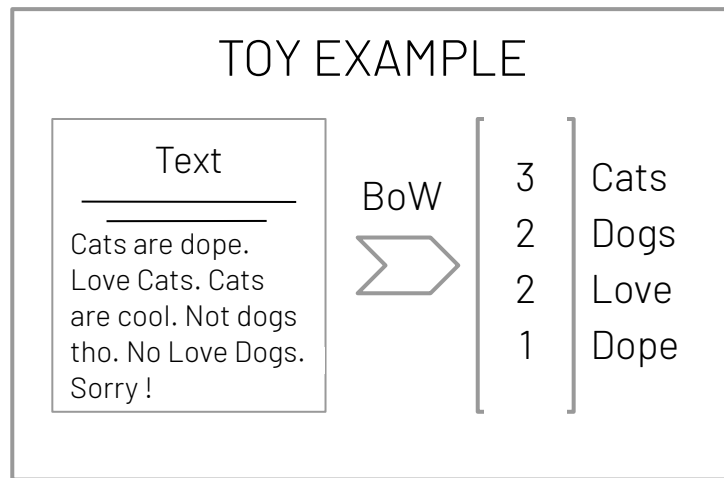 TOY EXAMPLE
Text
Cats are dope.
Love Cats. Cats
are cool. Not dogs
tho. No Love Dogs.
Sorry !
BoW
3 Cats
2 Dogs
2 Love
1 Dope